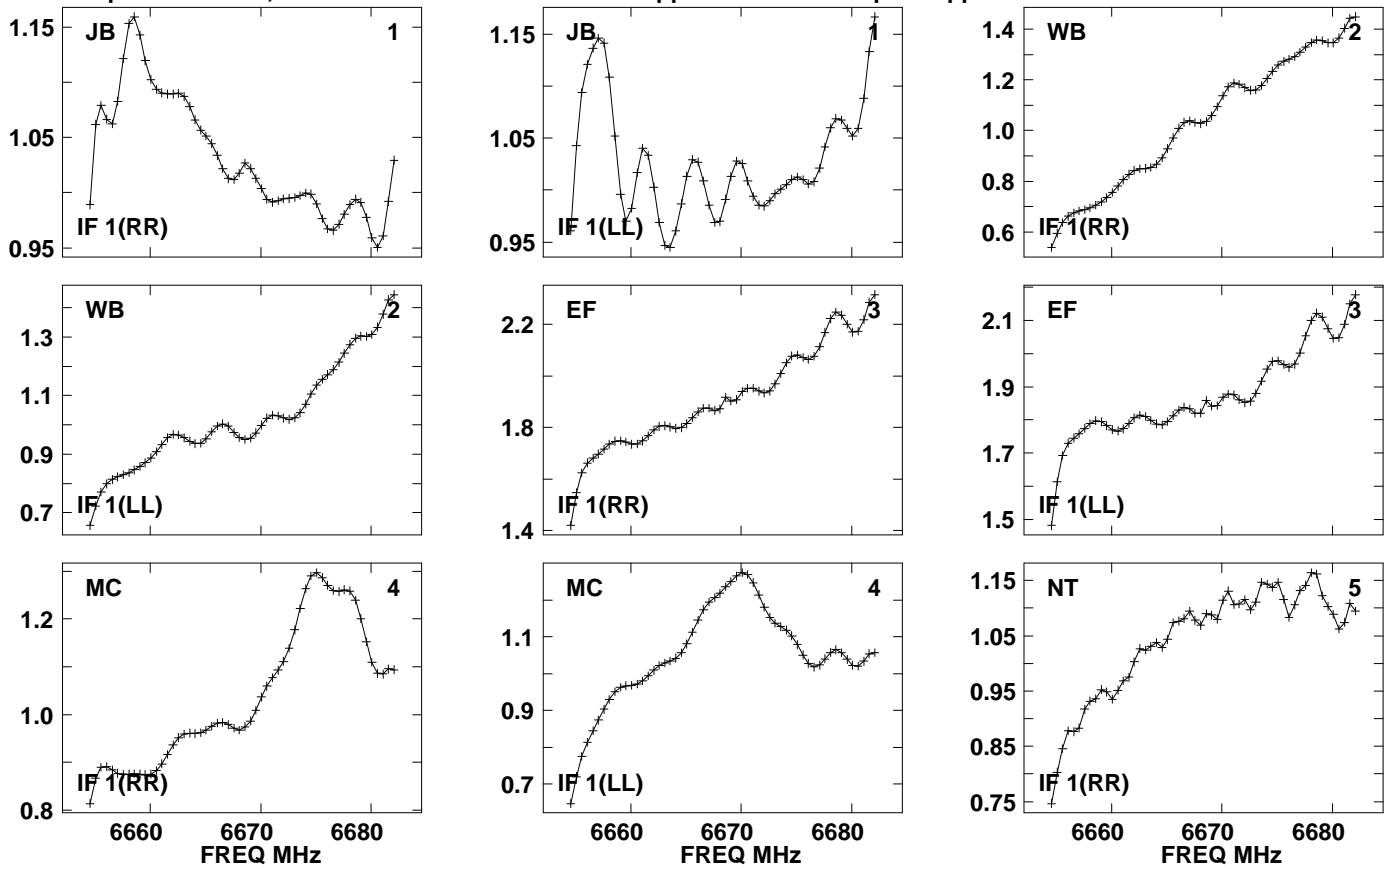 JB 1
1.15
1.05
0.95
IF 1(RR)
JB 1
1.15
1.05
0.95
IF 1(LL)
WB 2
1.4
1.2
1.0
0.8
0.6
IF 1(RR)
WB 2
1.3
1.1
0.9
0.7
IF 1(LL)
EF 3
2.2
1.8
1.4
IF 1(RR)
EF 3
2.1
1.9
1.7
1.5
IF 1(LL)
MC 4
1.2
1.0
0.8
IF 1(RR)
6660 6670 6680
FREQ MHz
MC 4
1.1
0.9
0.7
IF 1(LL)
6660 6670 6680
FREQ MHz
NT 5
1.15
1.05
0.95
0.85
0.75
IF 1(RR)
6660 6670 6680
FREQ MHz